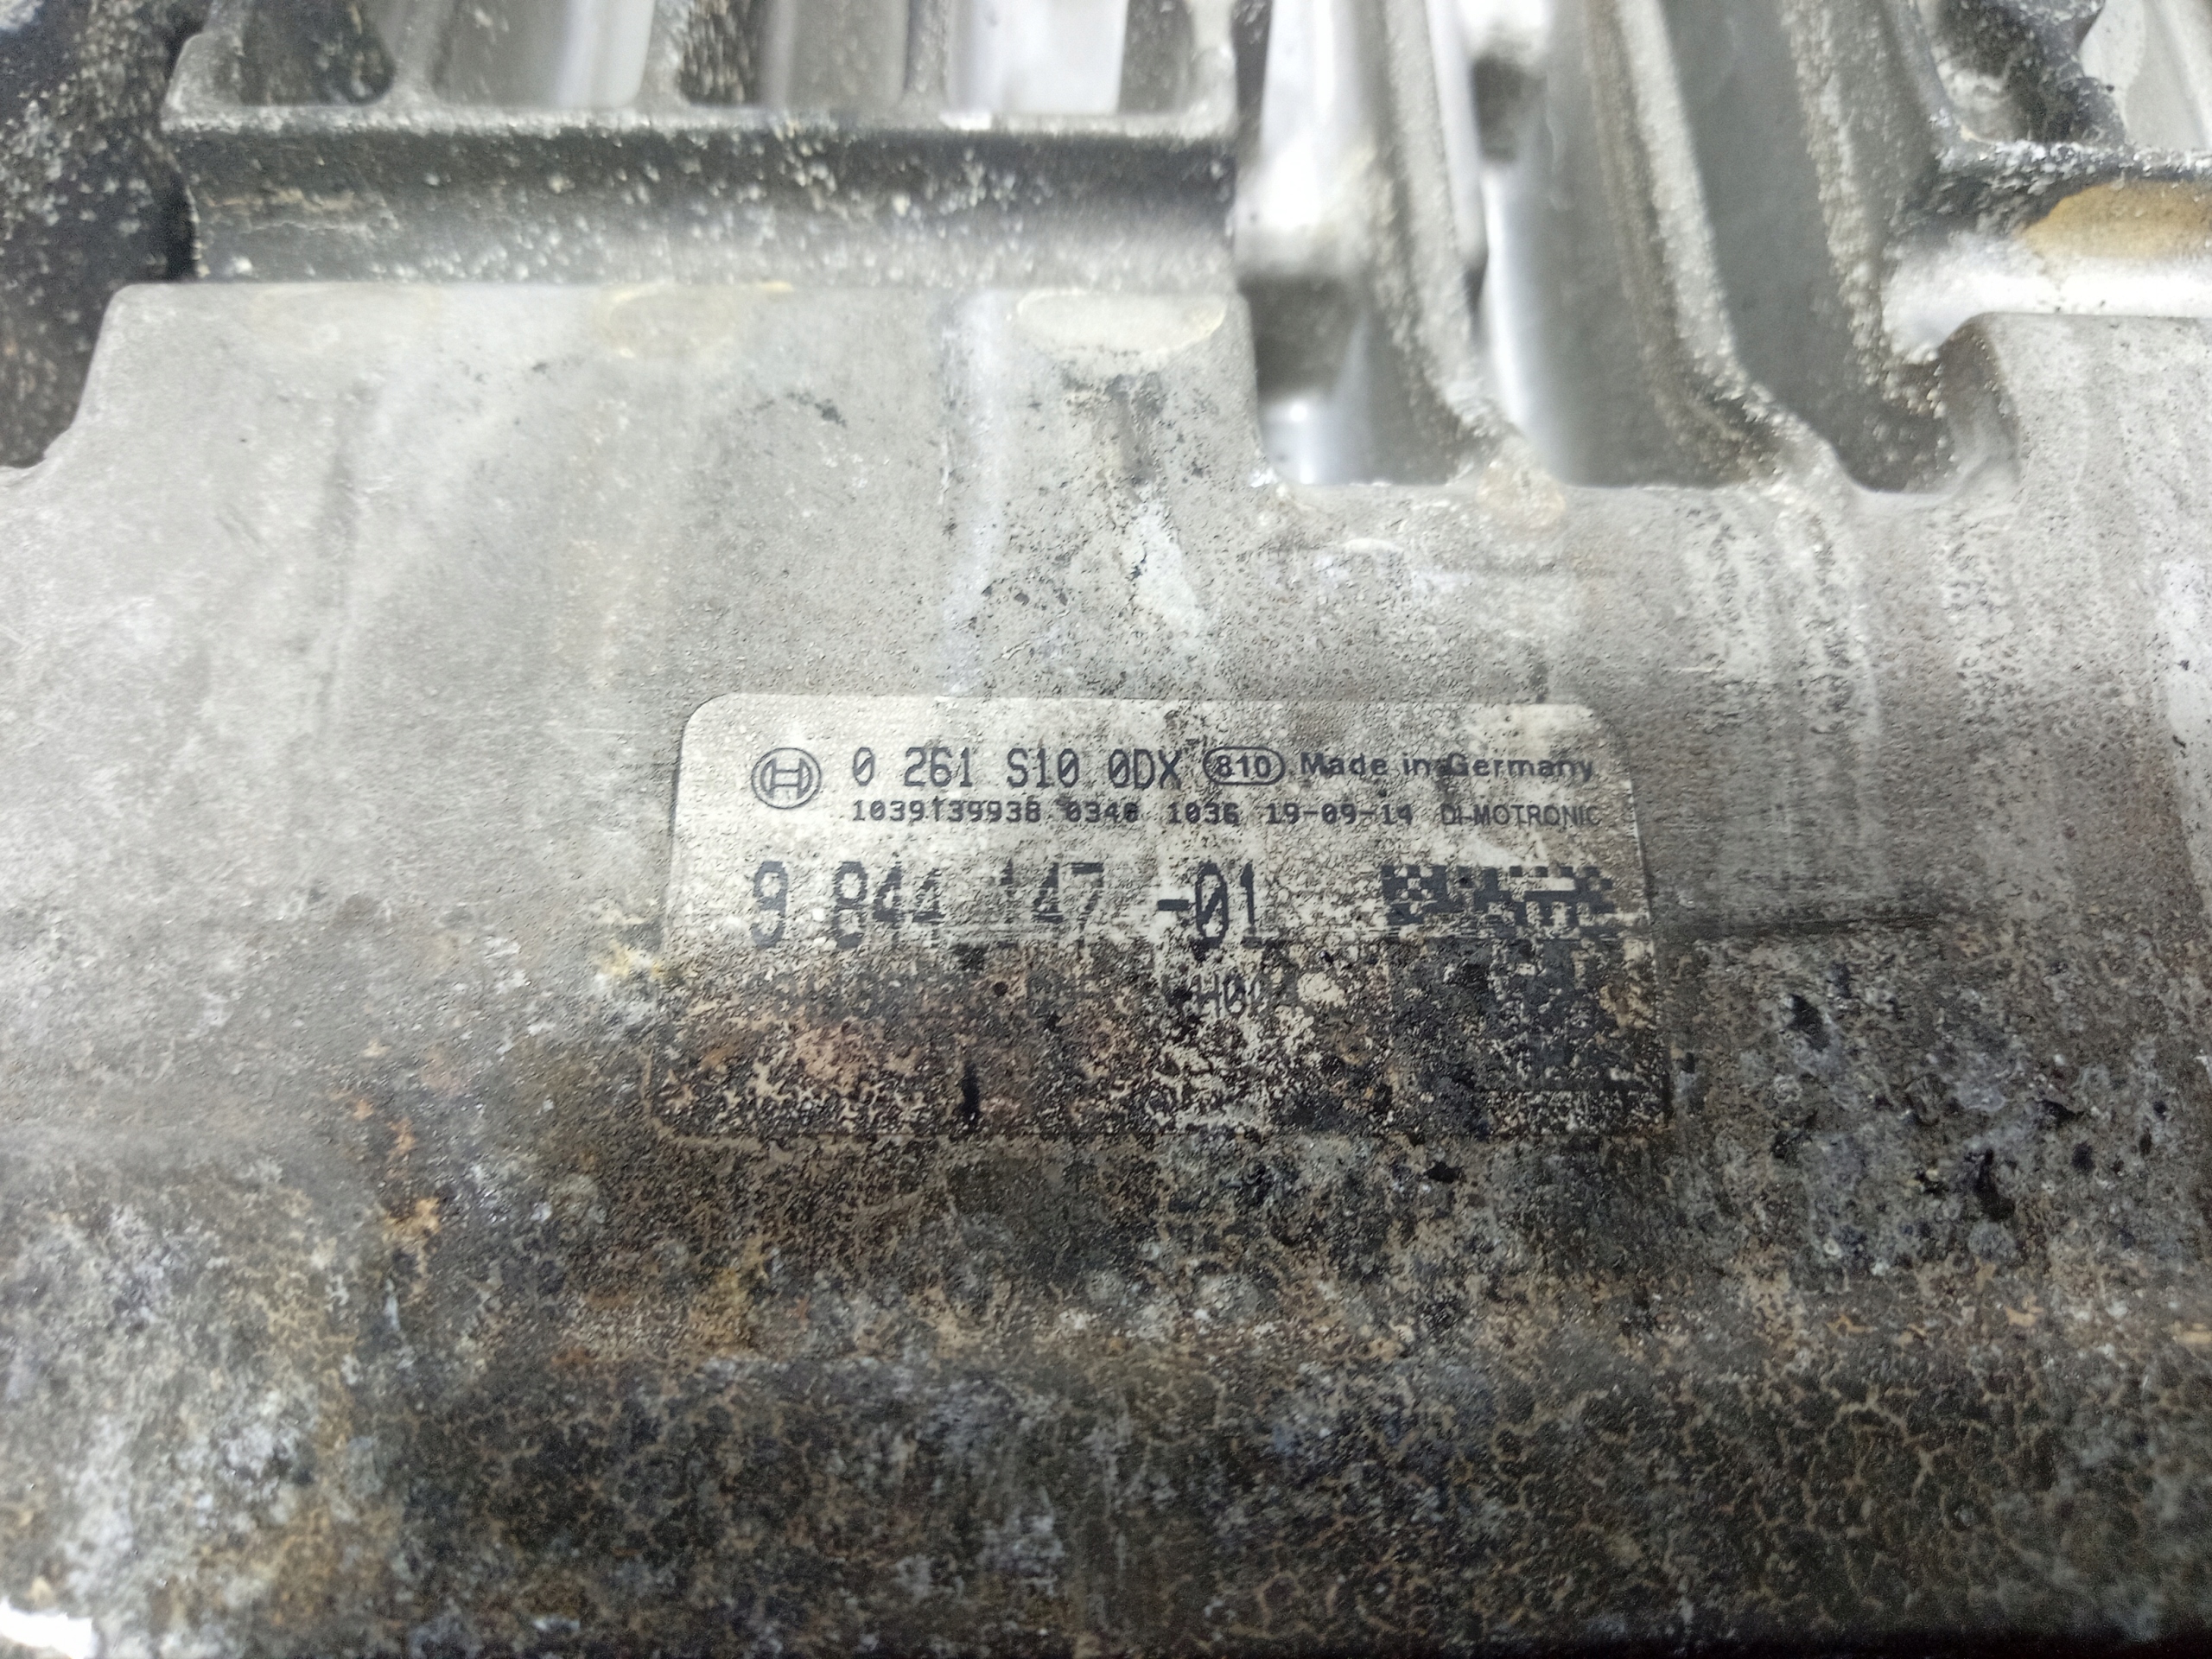 0 261 S10 0DX 810 Made in Germany
1039139938 0340 1036 19-09-14 DI-MOTRONIC
9 844 147 -01